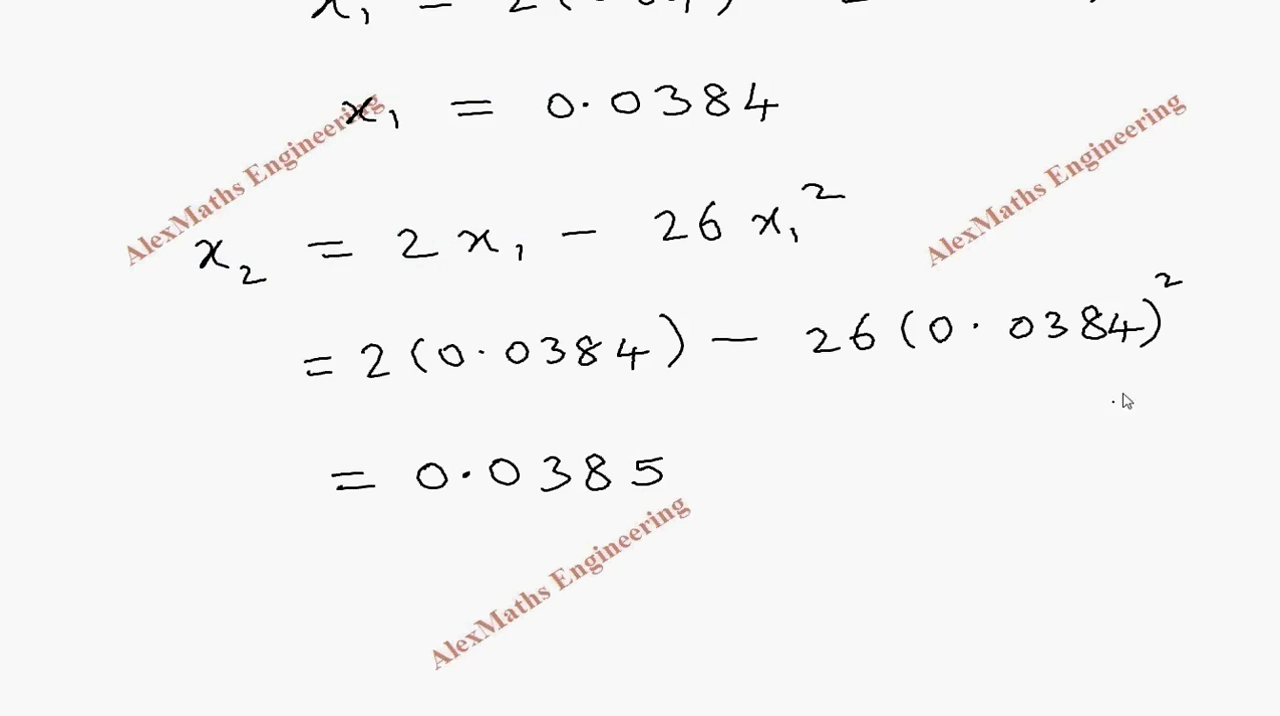 x₁ = 0.0384
x₂ = 2x₁ - 26x₁²
= 2(0.0384) - 26(0.0384)²
= 0.0385
AlexMaths Engineering
AlexMaths Engineering
AlexMaths Engineering